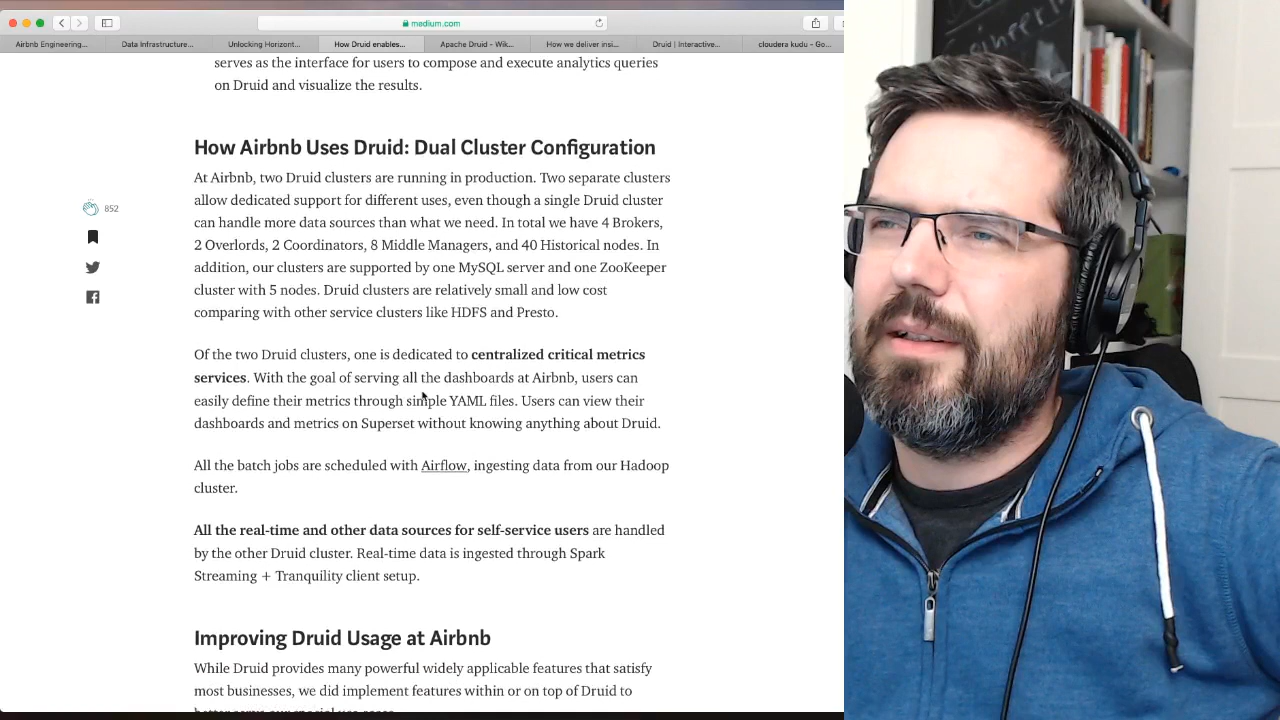 medium.com
Airbnb Engineering...
Data Infrastructure...
Unlocking Horizont...
How Druid enables...
Apache Druid - Wik...
How we deliver insi...
Druid | Interactive...
cloudera kudu - Go...
serves as the interface for users to compose and execute analytics queries
on Druid and visualize the results.
How Airbnb Uses Druid: Dual Cluster Configuration
At Airbnb, two Druid clusters are running in production. Two separate clusters
allow dedicated support for different uses, even though a single Druid cluster
can handle more data sources than what we need. In total we have 4 Brokers,
2 Overlords, 2 Coordinators, 8 Middle Managers, and 40 Historical nodes. In
addition, our clusters are supported by one MySQL server and one ZooKeeper
cluster with 5 nodes. Druid clusters are relatively small and low cost
comparing with other service clusters like HDFS and Presto.
852
Of the two Druid clusters, one is dedicated to centralized critical metrics
services. With the goal of serving all the dashboards at Airbnb, users can
easily define their metrics through simple YAML files. Users can view their
dashboards and metrics on Superset without knowing anything about Druid.
All the batch jobs are scheduled with Airflow, ingesting data from our Hadoop
cluster.
All the real-time and other data sources for self-service users are handled
by the other Druid cluster. Real-time data is ingested through Spark
Streaming + Tranquility client setup.
Improving Druid Usage at Airbnb
While Druid provides many powerful widely applicable features that satisfy
most businesses, we did implement features within or on top of Druid to
better serve our special use cases.